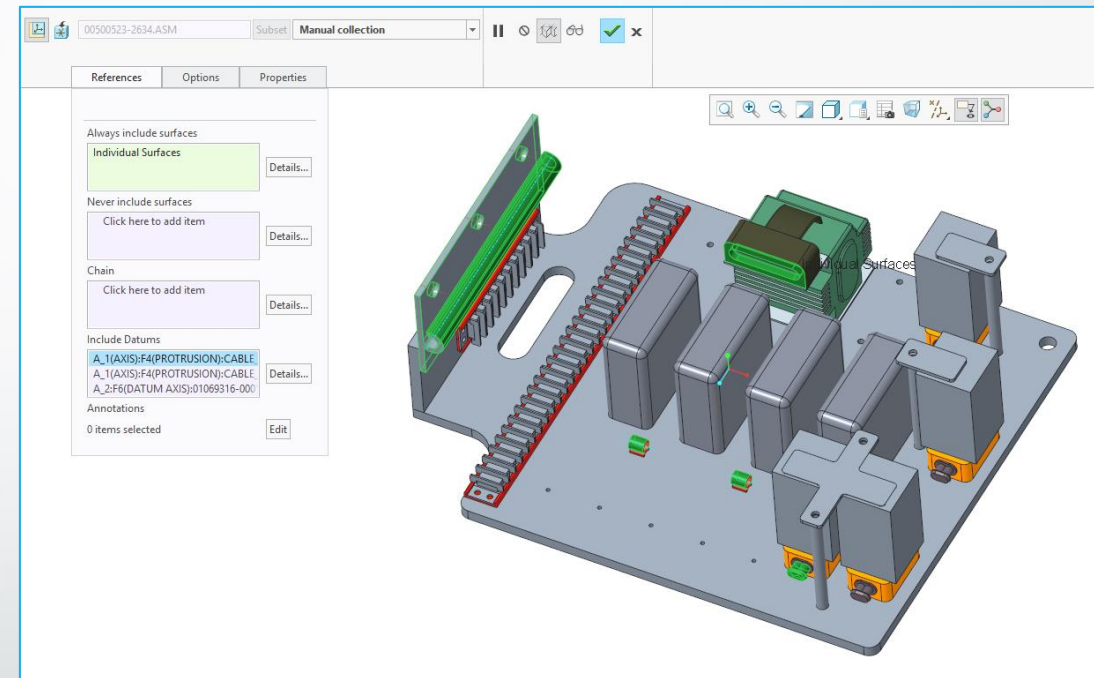 00500523-2634.ASM
Subset
Manual collection
References
Options
Properties
Always include surfaces
Individual Surfaces
Details...
Never include surfaces
Click here to add item
Details...
Chain
Click here to add item
Details...
Include Datums
A_1(AXIS):F4(PROTRUSION):CABLE_
A_1(AXIS):F4(PROTRUSION):CABLE_
A_2:F6(DATUM AXIS):01069316-000
Details...
Annotations
0 items selected
Edit
Individual Surfaces